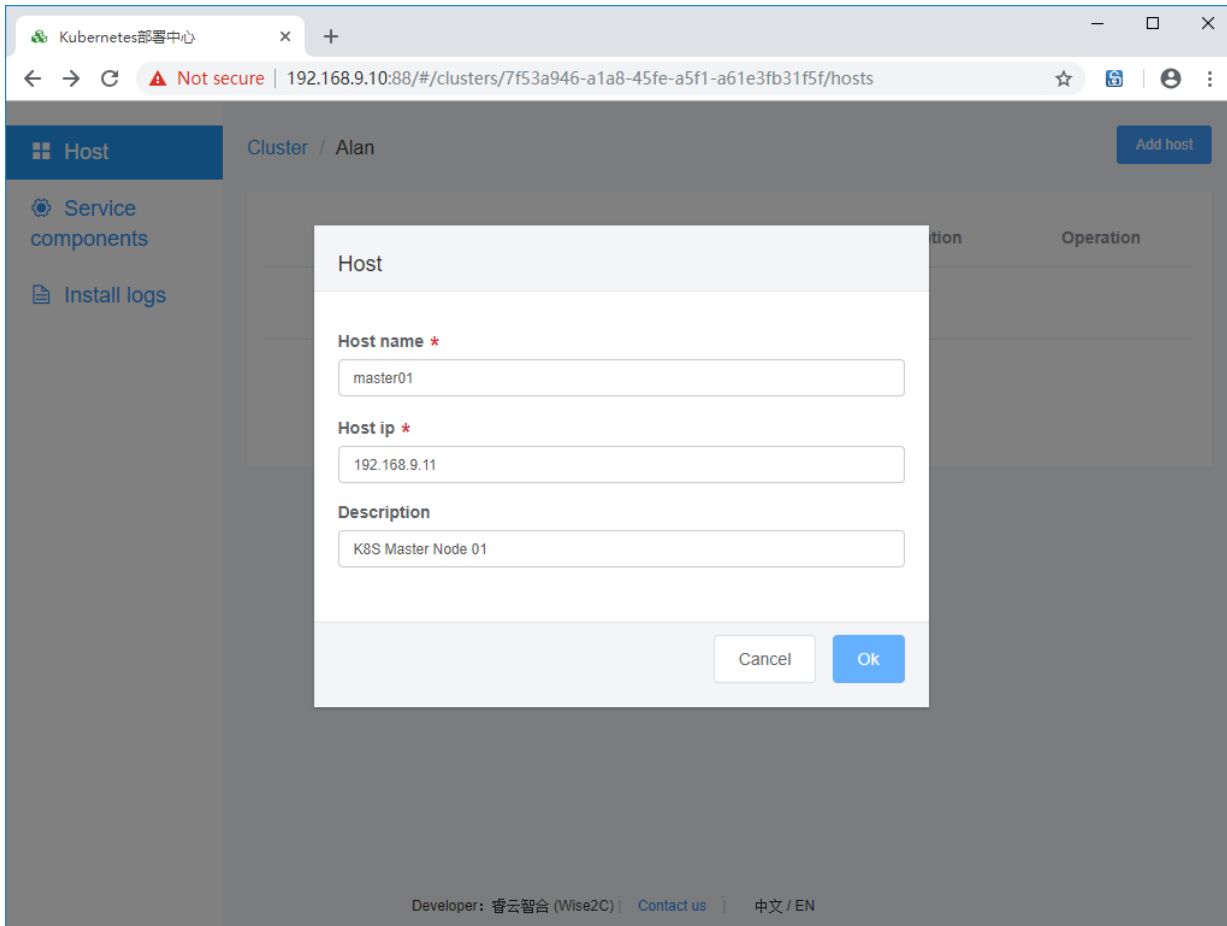 Kubernetes部署中心
Not secure | 192.168.9.10:88/#/clusters/7f53a946-a1a8-45fe-a5f1-a61e3fb31f5f/hosts
Host
Cluster / Alan
Add host
Service
components
Install logs
Operation
Host
Host name *
master01
Host ip *
192.168.9.11
Description
K8S Master Node 01
Cancel
Ok
Developer：睿云智合 (Wise2C) | Contact us | 中文 / EN